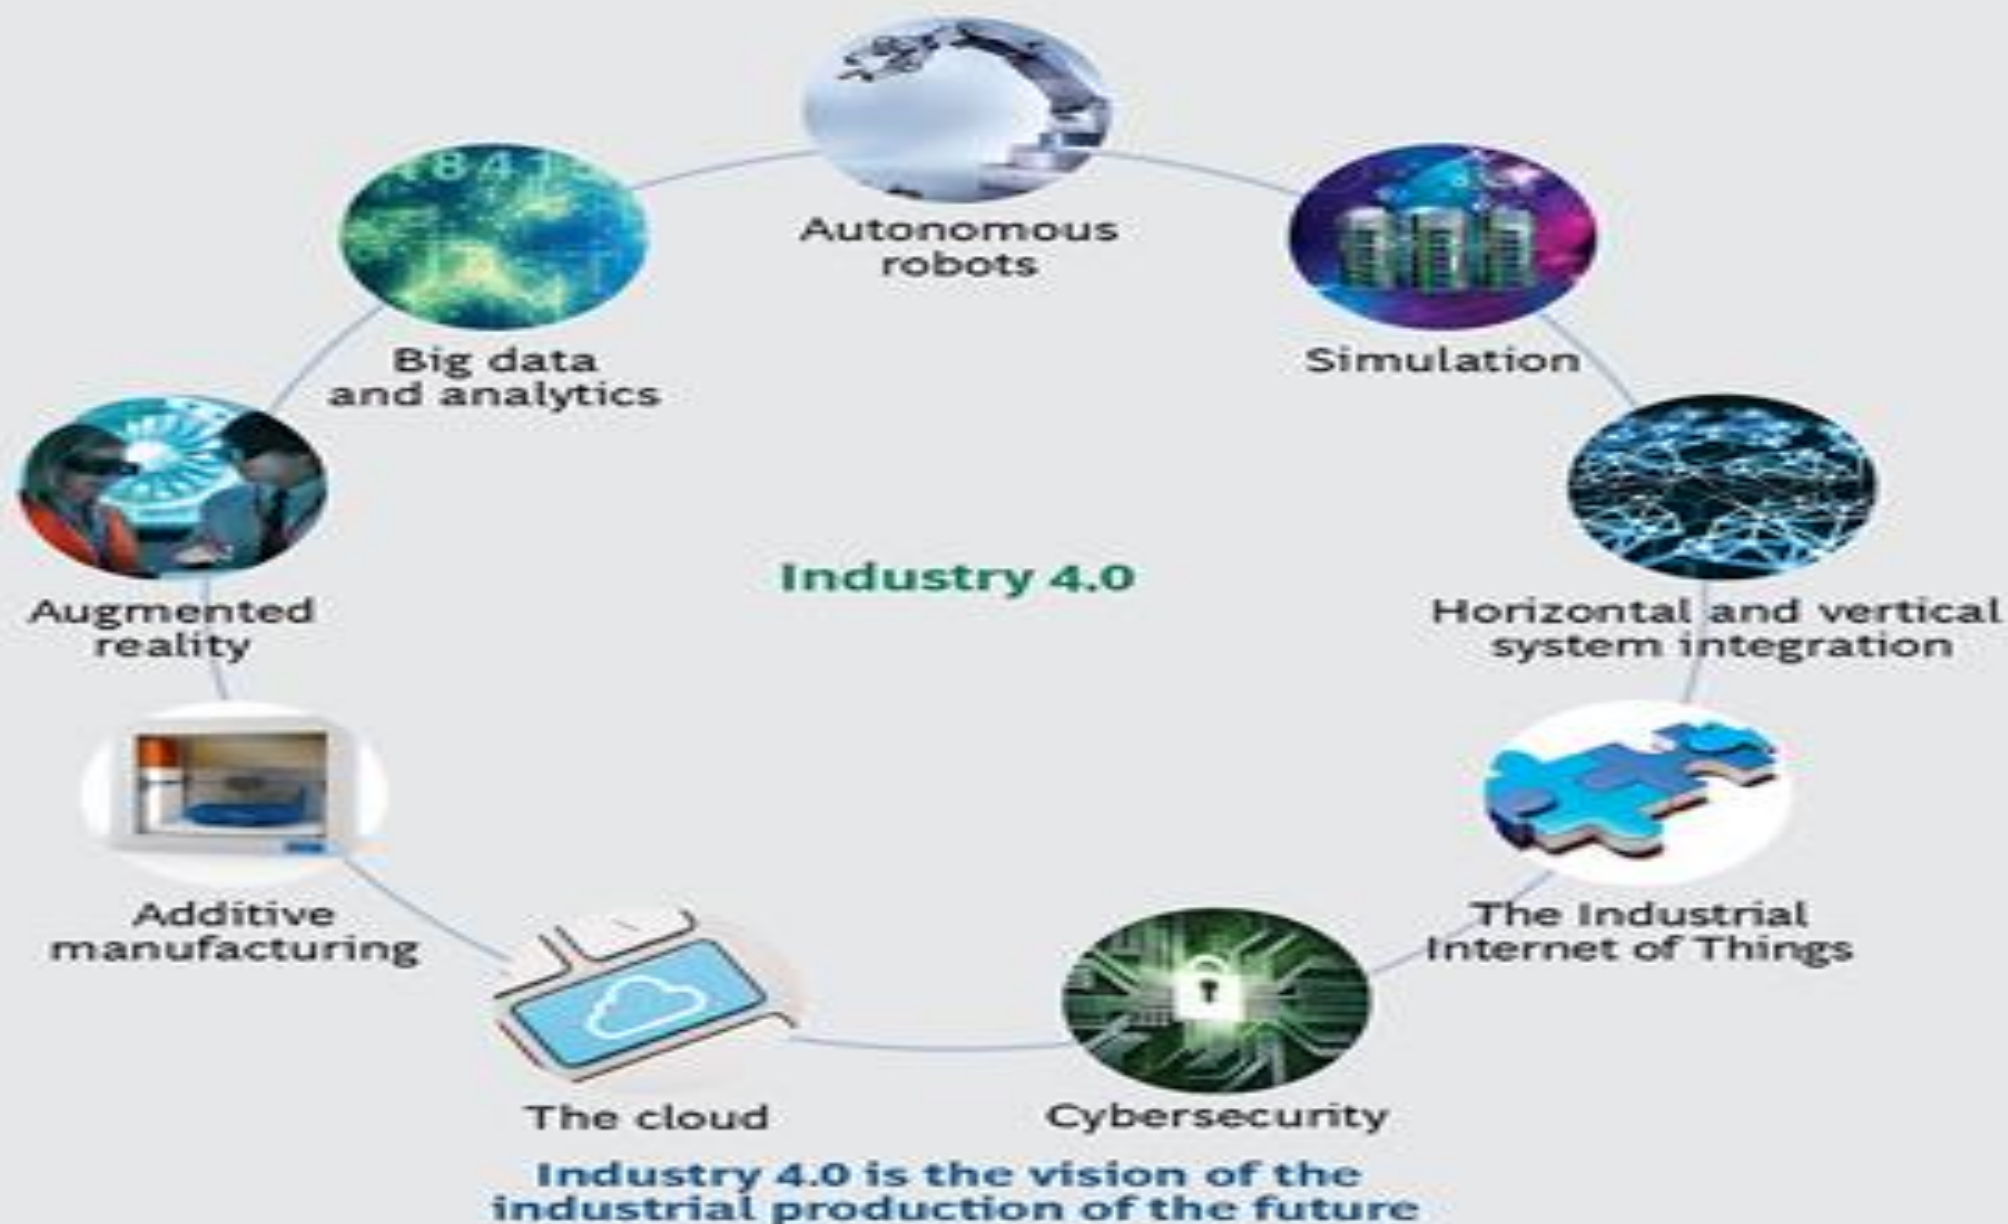 Autonomous
robots
Big data
and analytics
Simulation
Augmented
reality
Industry 4.0
Horizontal and vertical
system integration
Additive
manufacturing
The Industrial
Internet of Things
The cloud
Cybersecurity
Industry 4.0 is the vision of the
industrial production of the future